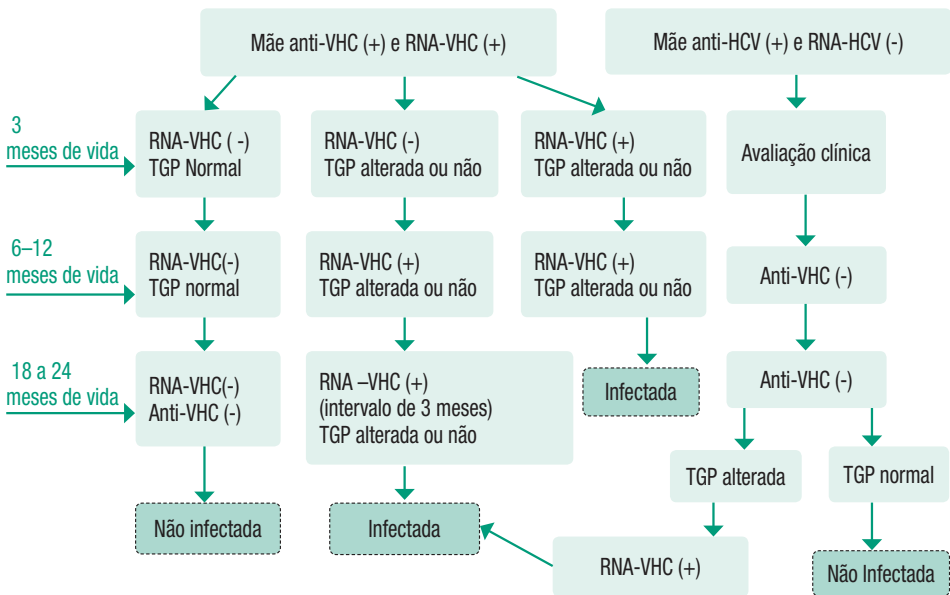 Mãe anti-VHC (+) e RNA-VHC (+)
Mãe anti-HCV (+) e RNA-HCV (-)
3
meses de vida
RNA-VHC ( -)
TGP Normal
RNA-VHC (-)
TGP alterada ou não
RNA-VHC (+)
TGP alterada ou não
Avaliação clínica
6–12
meses de vida
RNA-VHC(-)
TGP normal
RNA-VHC (+)
TGP alterada ou não
RNA-VHC (+)
TGP alterada ou não
Anti-VHC (-)
18 a 24
meses de vida
RNA-VHC(-)
Anti-VHC (-)
RNA –VHC (+)
(intervalo de 3 meses)
TGP alterada ou não
Infectada
Anti-VHC (-)
TGP alterada
TGP normal
Não infectada
Infectada
RNA-VHC (+)
Não Infectada